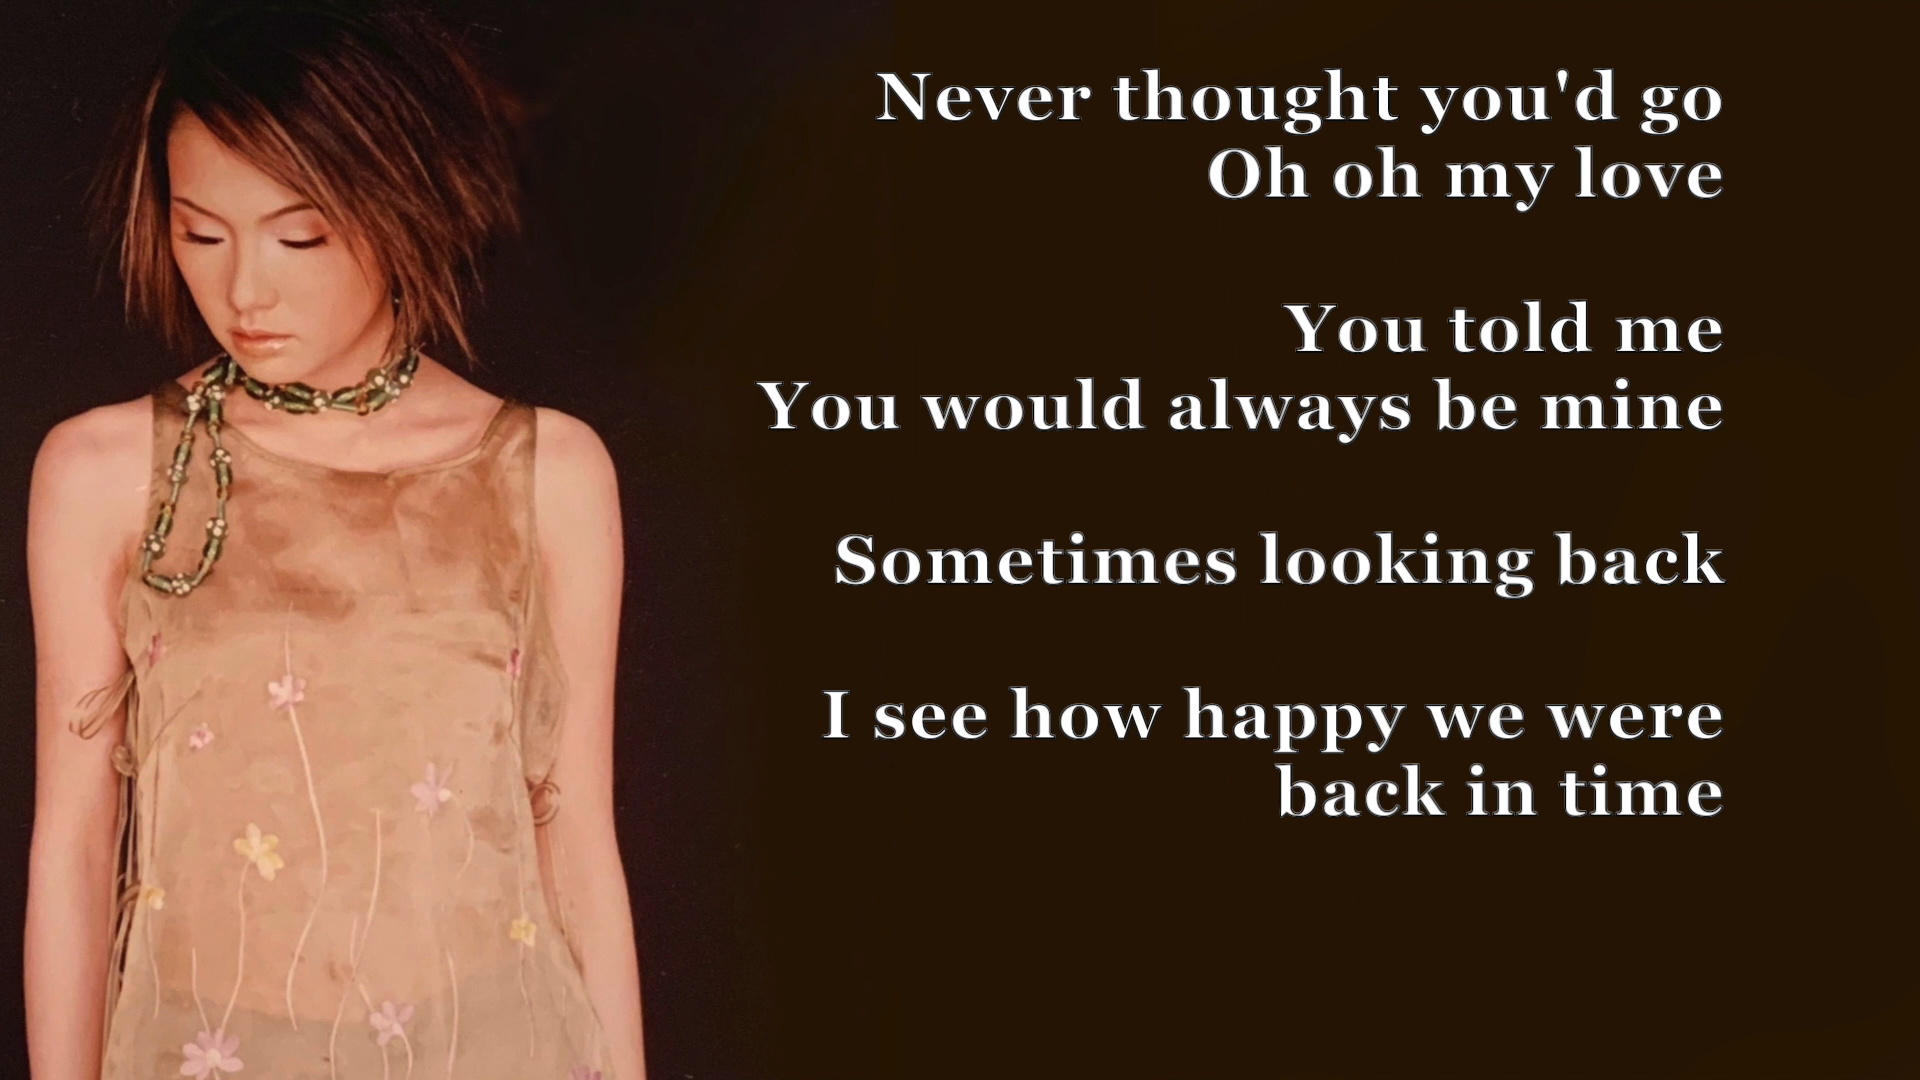 Never thought you'd go
Oh oh my love
You told me
You would always be mine
Sometimes looking back
I see how happy we were
back in time